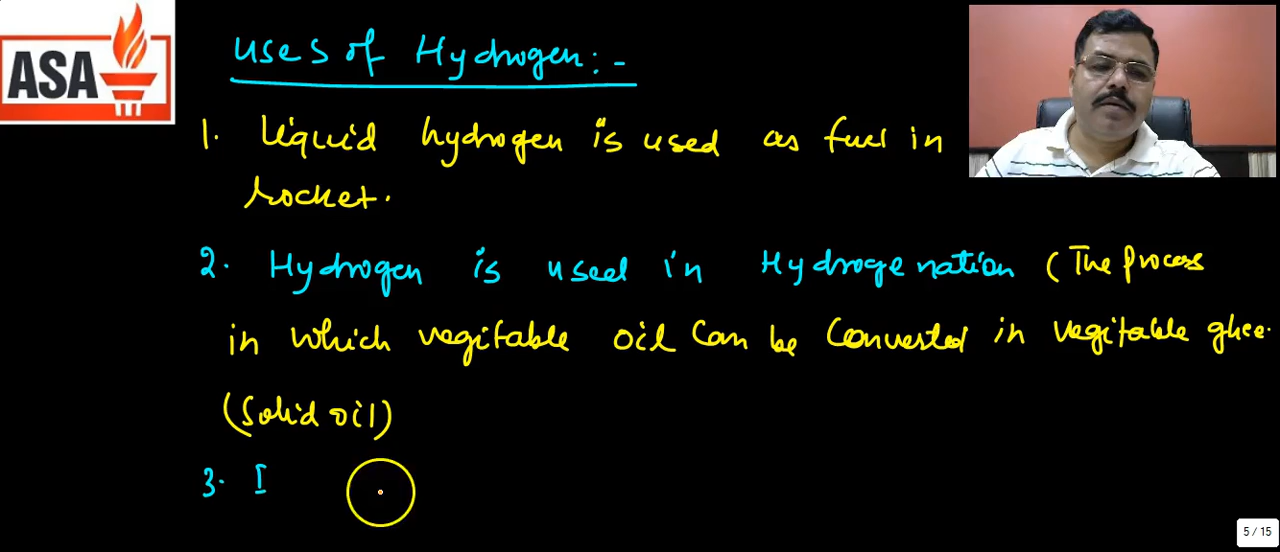 ASA
Uses of Hydrogen:-
1. Liquid hydrogen is used as fuel in
rocket.
2. Hydrogen is used in Hydrogenation (The process
in which vegitable oil can be converted in vegitable ghee.
(Solid oil)
3. I
5 / 15